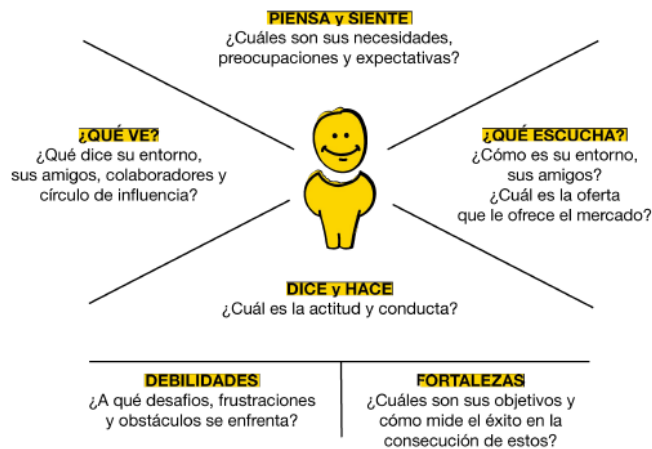 PIENSA y SIENTE
¿Cuáles son sus necesidades,
preocupaciones y expectativas?
¿QUÉ VE?
¿Qué dice su entorno,
sus amigos, colaboradores y
círculo de influencia?
¿QUÉ ESCUCHA?
¿Cómo es su entorno,
sus amigos?
¿Cuál es la oferta
que le ofrece el mercado?
DICE y HACE
¿Cuál es la actitud y conducta?
DEBILIDADES
¿A qué desafios, frustraciones
y obstáculos se enfrenta?
FORTALEZAS
¿Cuáles son sus objetivos y
cómo mide el éxito en la
consecución de estos?